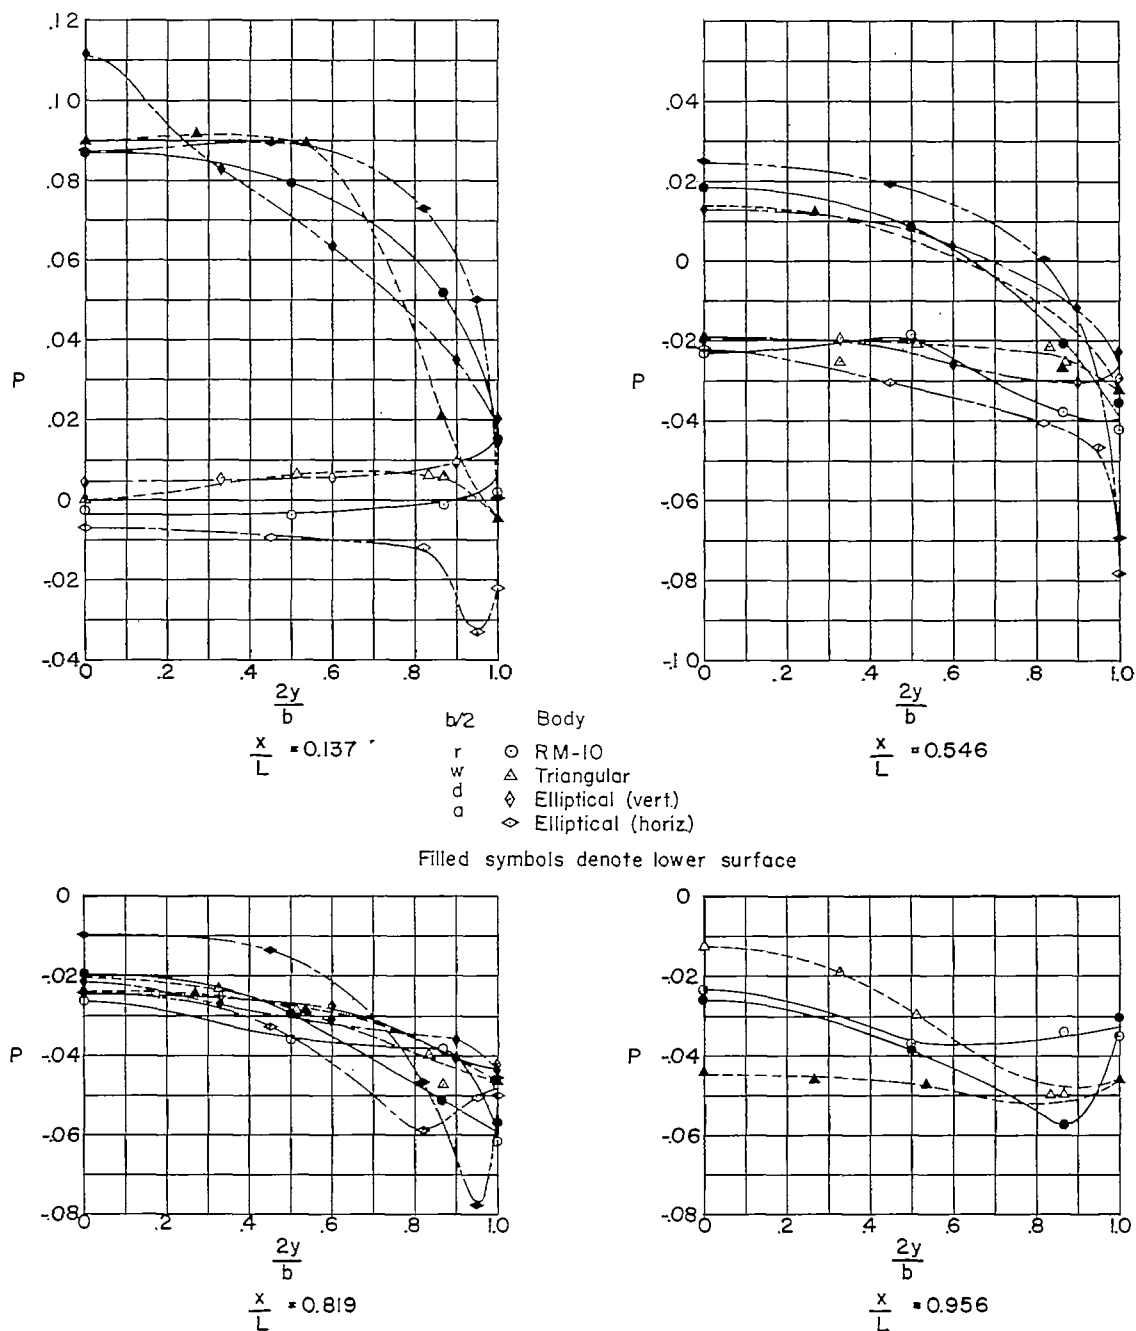 .12
.10
.08
.06
.04
.02
0
-.02
-.04
P
0 .2 .4 .6 .8 1.0
2y
b
x
L
= 0.137
.04
.02
0
-.02
-.04
-.06
-.08
-.10
P
0 .2 .4 .6 .8 1.0
2y
b
x
L
= 0.546
b/2 Body
r RM-10
w Triangular
d Elliptical (vert.)
a Elliptical (horiz.)
Filled symbols denote lower surface
0
-.02
-.04
-.06
-.08
P
0 .2 .4 .6 .8 1.0
2y
b
x
L
= 0.819
0
-.02
-.04
-.06
-.08
P
0 .2 .4 .6 .8 1.0
2y
b
x
L
= 0.956